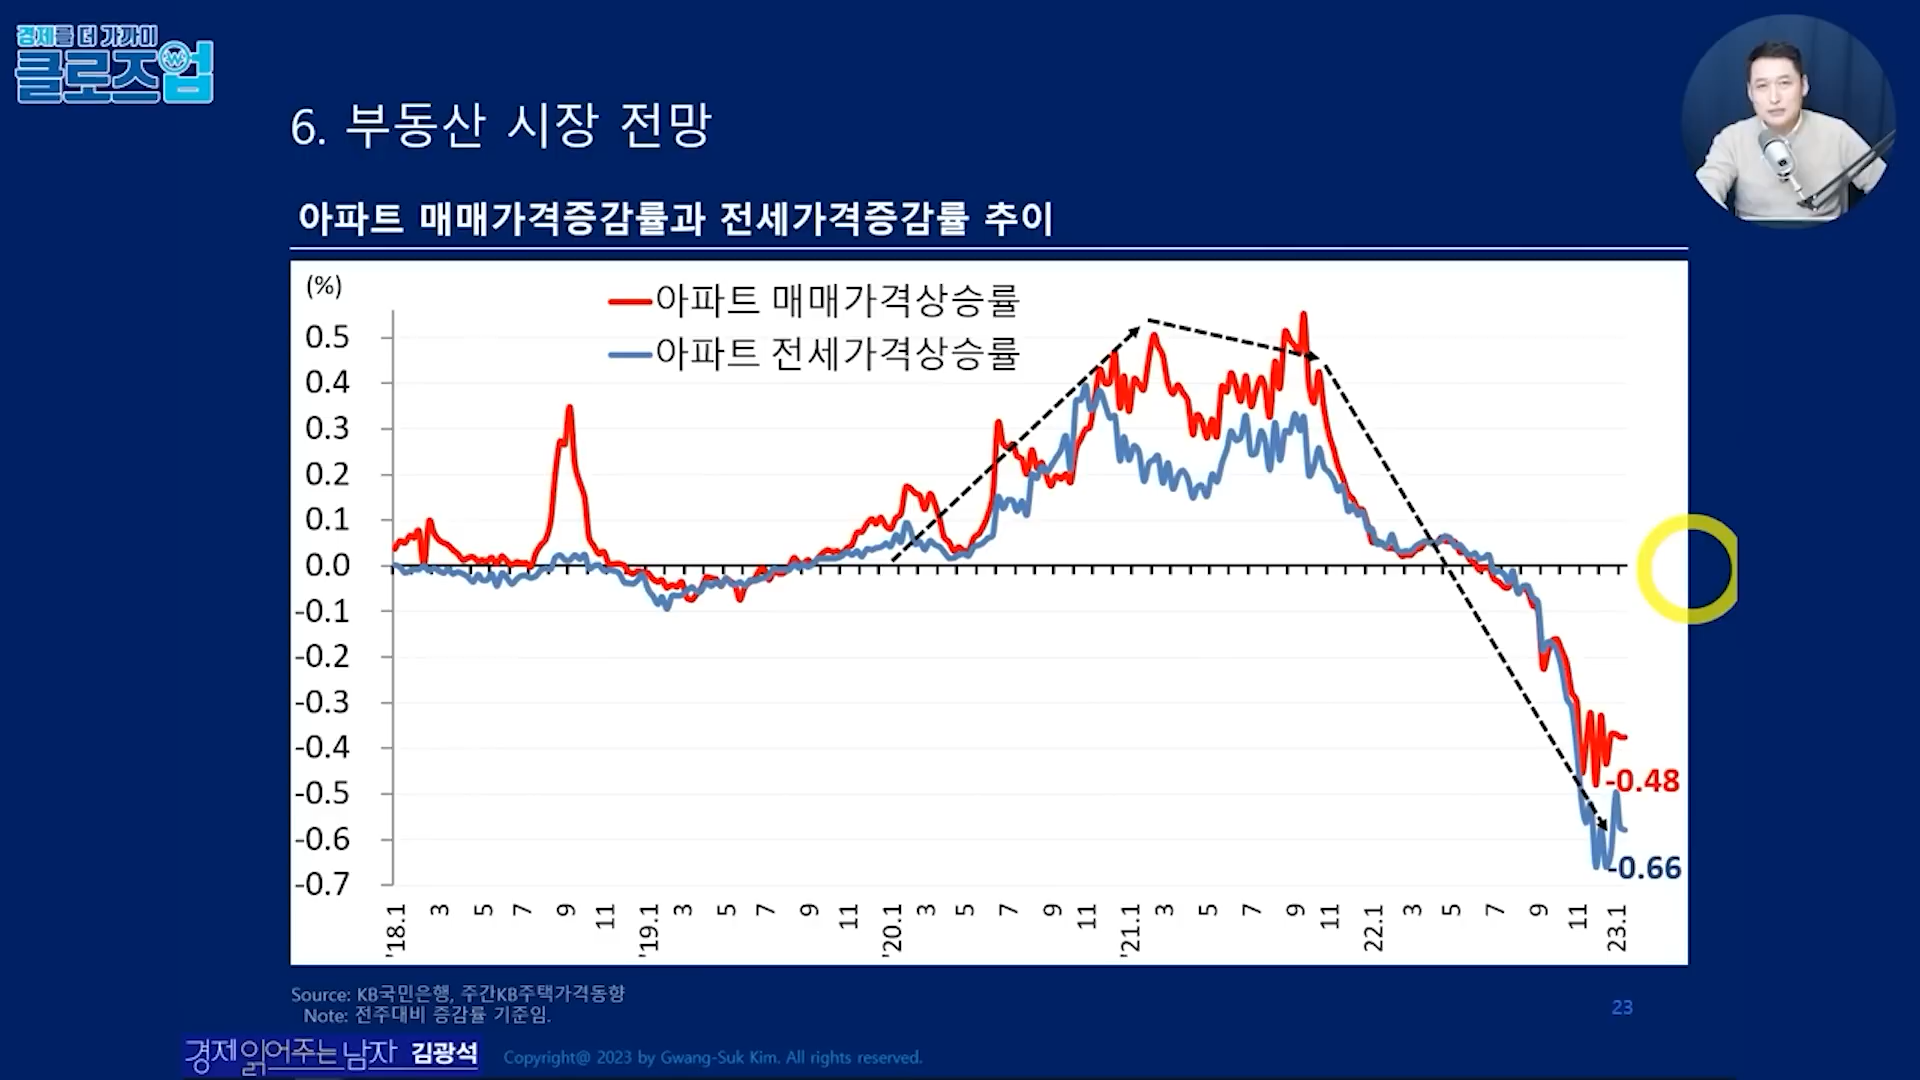 경제를 더 가까이
클로즈업
6. 부동산 시장 전망
아파트 매매가격증감률과 전세가격증감률 추이
(%)
아파트 매매가격상승률
아파트 전세가격상승률
0.5
0.4
0.3
0.2
0.1
0.0
-0.1
-0.2
-0.3
-0.4
-0.5
-0.6
-0.7
-0.48
-0.66
'18.1 3 5 7 9 11 '19.1 3 5 7 9 11 '20.1 3 5 7 9 11 '21.1 3 5 7 9 11 22.1 3 5 7 9 11 23.1
Source: KB국민은행, 주간KB주택가격동향
Note: 전주대비 증감률 기준임.
23
경제 읽어주는 남자 김광석
Copyright@ 2023 by Gwang-Suk Kim. All rights reserved.